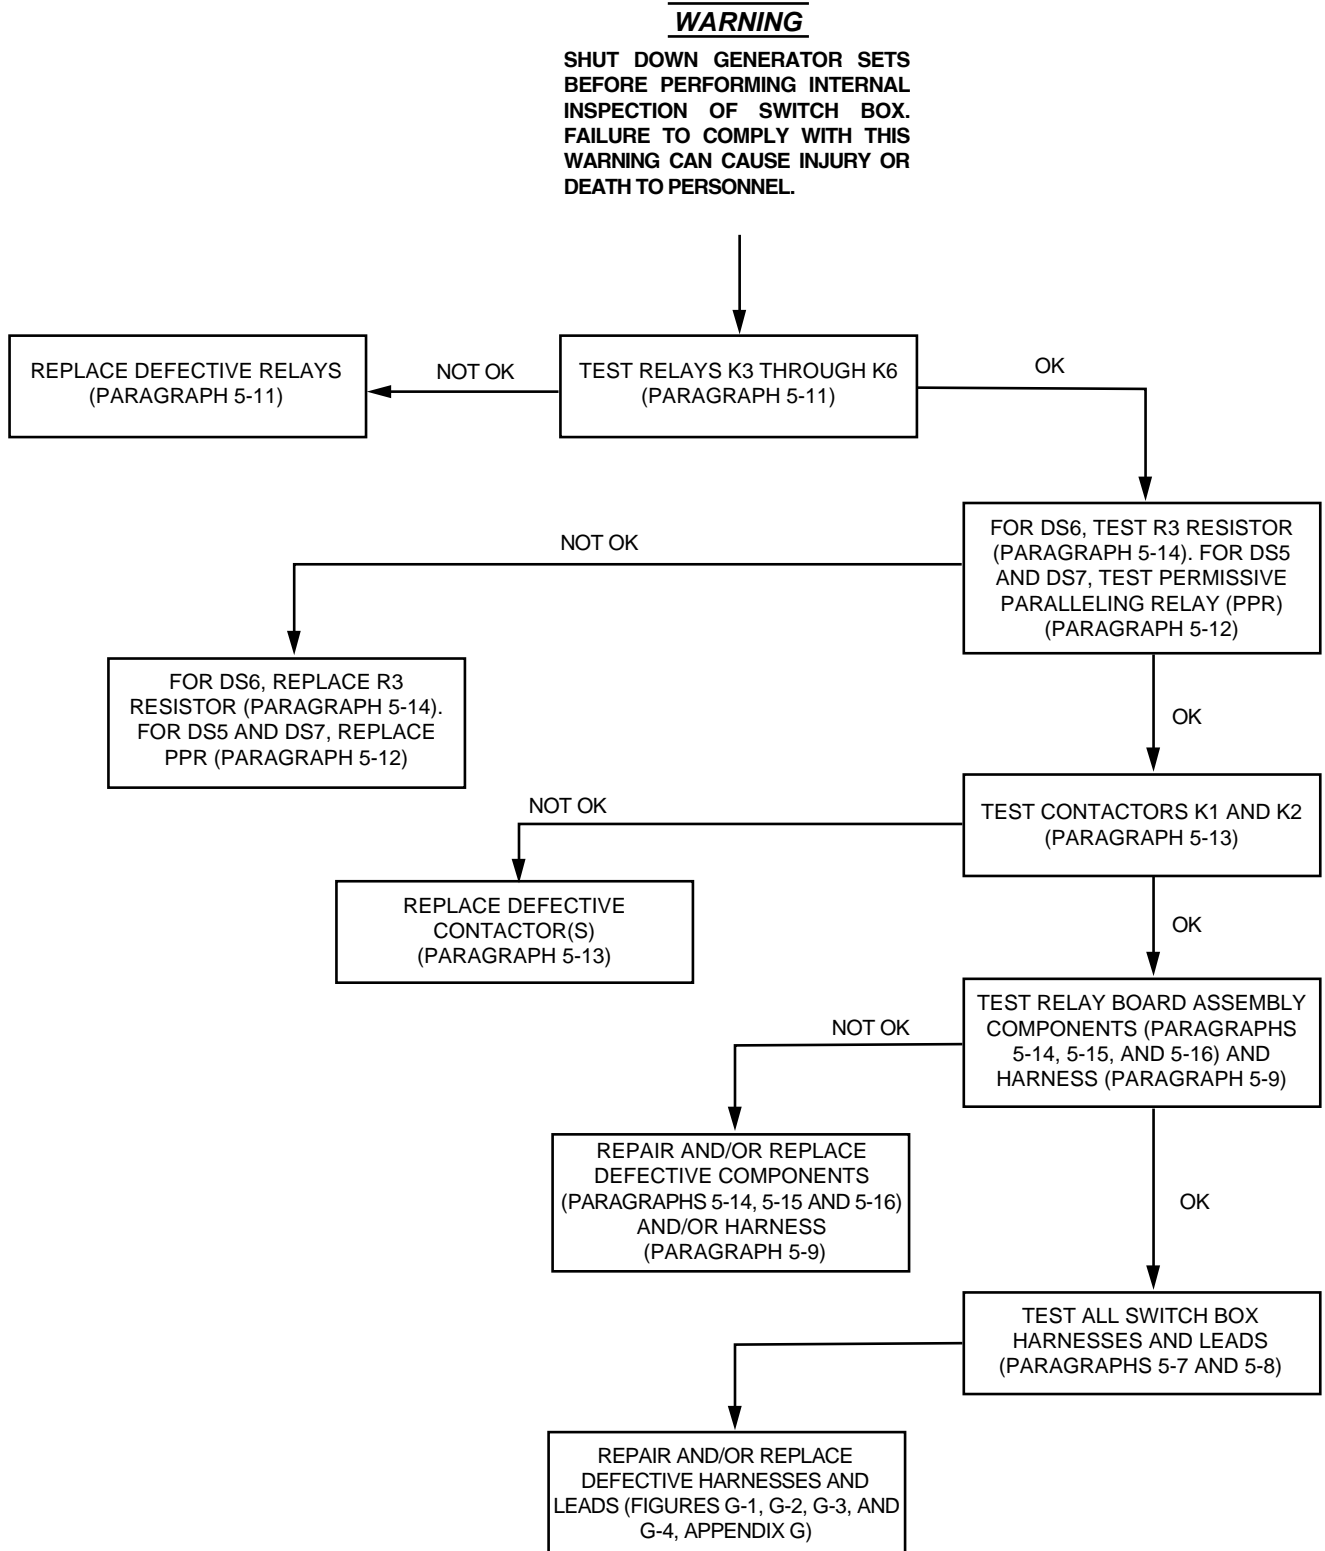 WARNING
SHUT DOWN GENERATOR SETS
BEFORE PERFORMING INTERNAL
INSPECTION OF SWITCH BOX.
FAILURE TO COMPLY WITH THIS
WARNING CAN CAUSE INJURY OR
DEATH TO PERSONNEL.
REPLACE DEFECTIVE RELAYS
(PARAGRAPH 5-11)
NOT OK
TEST RELAYS K3 THROUGH K6
(PARAGRAPH 5-11)
OK
FOR DS6, TEST R3 RESISTOR
(PARAGRAPH 5-14). FOR DS5
AND DS7, TEST PERMISSIVE
PARALLELING RELAY (PPR)
(PARAGRAPH 5-12)
NOT OK
FOR DS6, REPLACE R3
RESISTOR (PARAGRAPH 5-14).
FOR DS5 AND DS7, REPLACE
PPR (PARAGRAPH 5-12)
OK
TEST CONTACTORS K1 AND K2
(PARAGRAPH 5-13)
NOT OK
REPLACE DEFECTIVE
CONTACTOR(S)
(PARAGRAPH 5-13)
OK
TEST RELAY BOARD ASSEMBLY
COMPONENTS (PARAGRAPHS
5-14, 5-15, AND 5-16) AND
HARNESS (PARAGRAPH 5-9)
NOT OK
REPAIR AND/OR REPLACE
DEFECTIVE COMPONENTS
(PARAGRAPHS 5-14, 5-15 AND 5-16)
AND/OR HARNESS
(PARAGRAPH 5-9)
OK
TEST ALL SWITCH BOX
HARNESSES AND LEADS
(PARAGRAPHS 5-7 AND 5-8)
REPAIR AND/OR REPLACE
DEFECTIVE HARNESSES AND
LEADS (FIGURES G-1, G-2, G-3, AND
G-4, APPENDIX G)